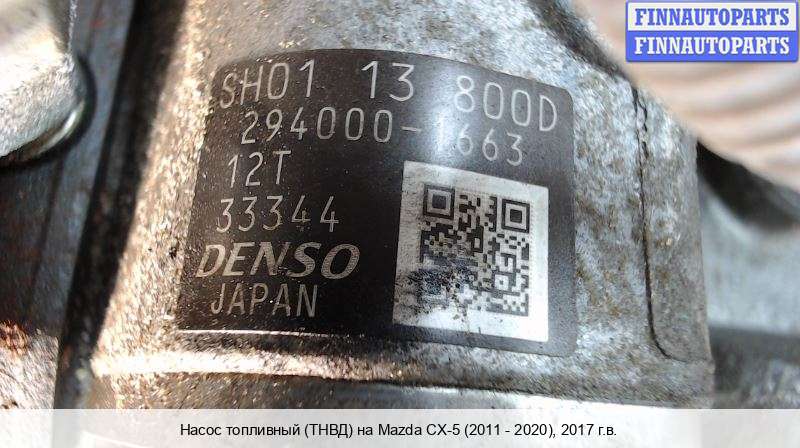 FINNAUTOPARTS
FINNAUTOPARTS
SH01 13 800D
294000-1663
12T
33344
DENSO
JAPAN
Насос топливный (ТНВД) на Mazda CX-5 (2011 - 2020), 2017 г.в.